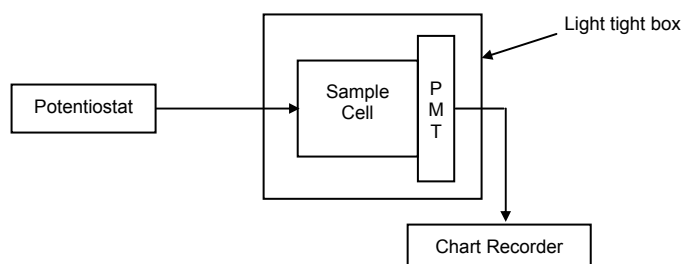 Light tight box
Potentiostat
Sample
Cell
P
M
T
Chart Recorder